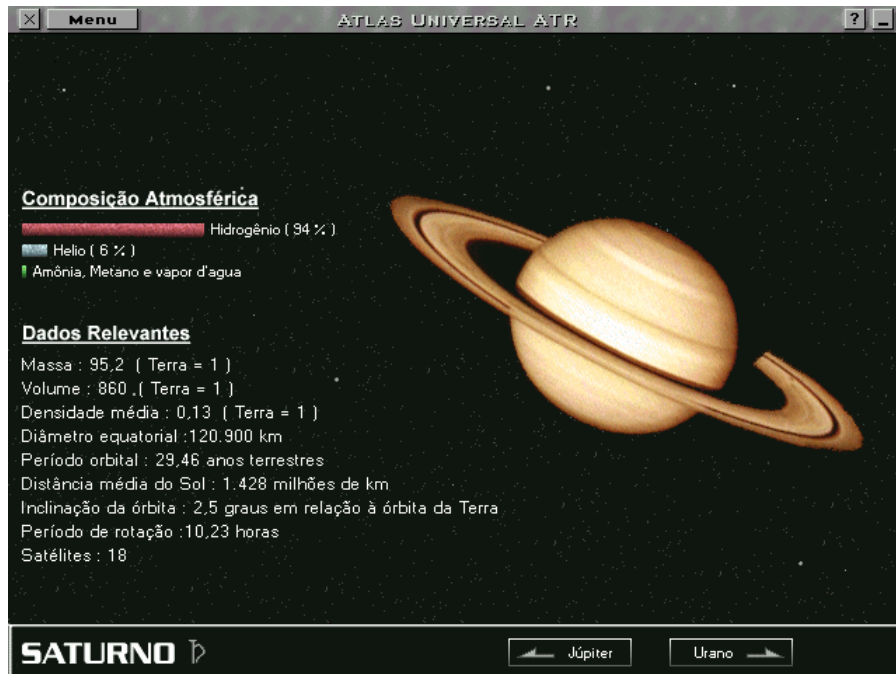 Menu
ATLAS UNIVERSAL ATR
?
Composição Atmosférica
Hidrogênio ( 94 % )
Helio ( 6 % )
Amônia, Metano e vapor d'agua
Dados Relevantes
Massa : 95,2 ( Terra = 1 )
Volume : 860 .( Terra = 1 )
Densidade média : 0,13 ( Terra = 1 )
Diâmetro equatorial :120.900 km
Período orbital : 29,46 anos terrestres
Distância média do Sol : 1.428 milhões de km
Inclinação da órbita : 2,5 graus em relação à órbita da Terra
Período de rotação :10,23 horas
Satélites : 18
SATURNO
Júpiter
Urano